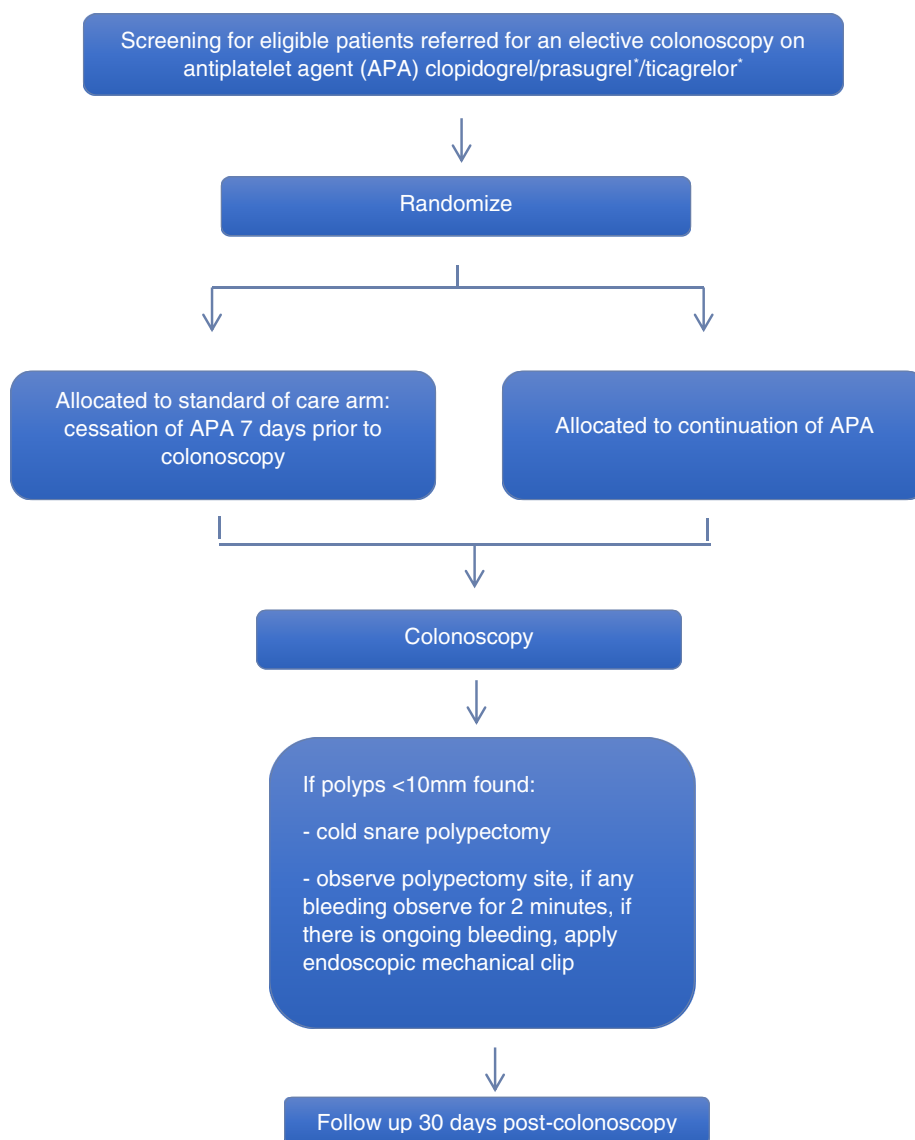 Screening for eligible patients referred for an elective colonoscopy on
antiplatelet agent (APA) clopidogrel/prasugrel*/ticagrelor*
Randomize
Allocated to standard of care arm:
cessation of APA 7 days prior to
colonoscopy
Allocated to continuation of APA
Colonoscopy
If polyps <10mm found:
- cold snare polypectomy
- observe polypectomy site, if any
bleeding observe for 2 minutes, if
there is ongoing bleeding, apply
endoscopic mechanical clip
Follow up 30 days post-colonoscopy